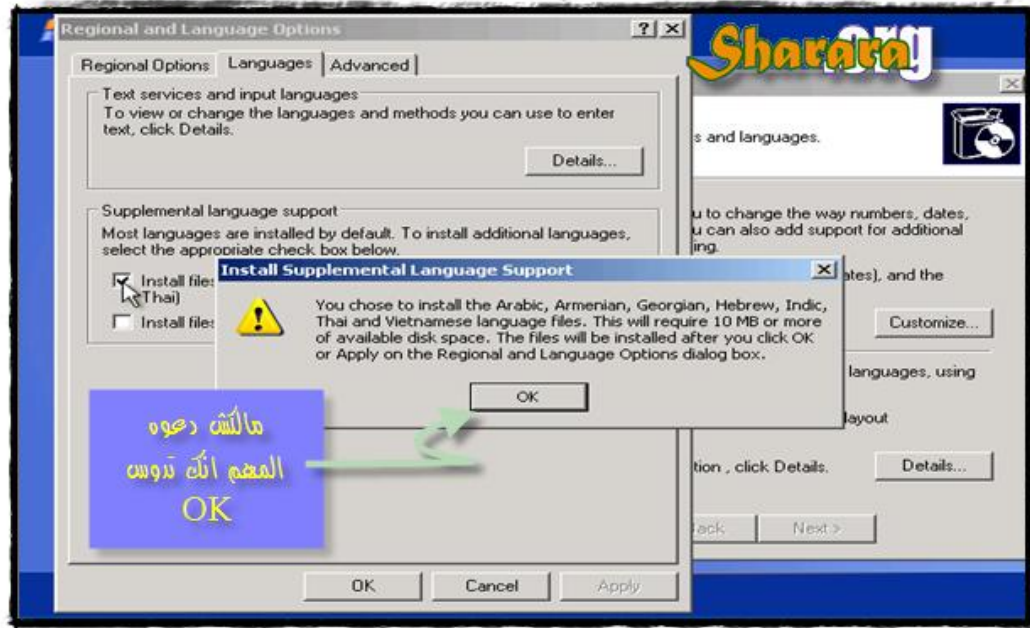 Regional and Language Options
Sharara.org
Regional Options Languages Advanced
Text services and input languages
To view or change the languages and methods you can use to enter
text, click Details.
Details...
Supplemental language support
Most languages are installed by default. To install additional languages,
select the appropriate check box below.
Install files
Thai)
Install files
Install Supplemental Language Support
You chose to install the Arabic, Armenian, Georgian, Hebrew, Indic,
Thai and Vietnamese language files. This will require 10 MB or more
of available disk space. The files will be installed after you click OK
or Apply on the Regional and Language Options dialog box.
OK
مالكش دعوه
المهم انك تدوس
OK
OK Cancel Apply
s and languages.
u to change the way numbers, dates,
u can also add support for additional
ing.
ates), and the
Customize...
languages, using
layout
tion , click Details.
Details...
Back Next >